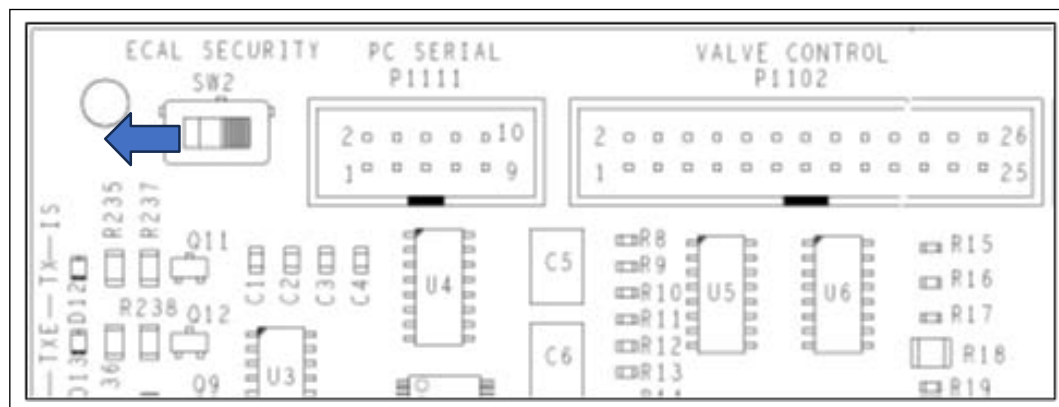 ECAL SECURITY
PC SERIAL
VALVE CONTROL
SW2
P1111
P1102
2
10
2
26
1
9
1
25
TXE-TX-IS
R235
R237
Q11
C1
C2
C3
C4
U4
C5
R8
R9
R10
R11
R12
R13
U5
U6
R15
R16
R17
R18
R19
D12
R238
Q12
D13
36
Q9
U3
C6